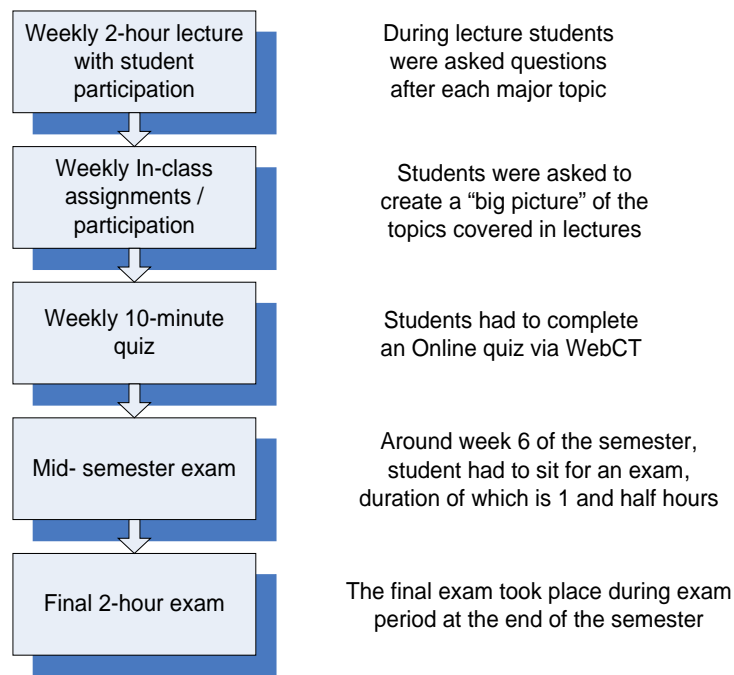 Weekly 2-hour lecture
with student
participation
During lecture students
were asked questions
after each major topic
Weekly In-class
assignments /
participation
Students were asked to
create a “big picture” of the
topics covered in lectures
Weekly 10-minute
quiz
Students had to complete
an Online quiz via WebCT
Mid- semester exam
Around week 6 of the semester,
student had to sit for an exam,
duration of which is 1 and half hours
Final 2-hour exam
The final exam took place during exam
period at the end of the semester